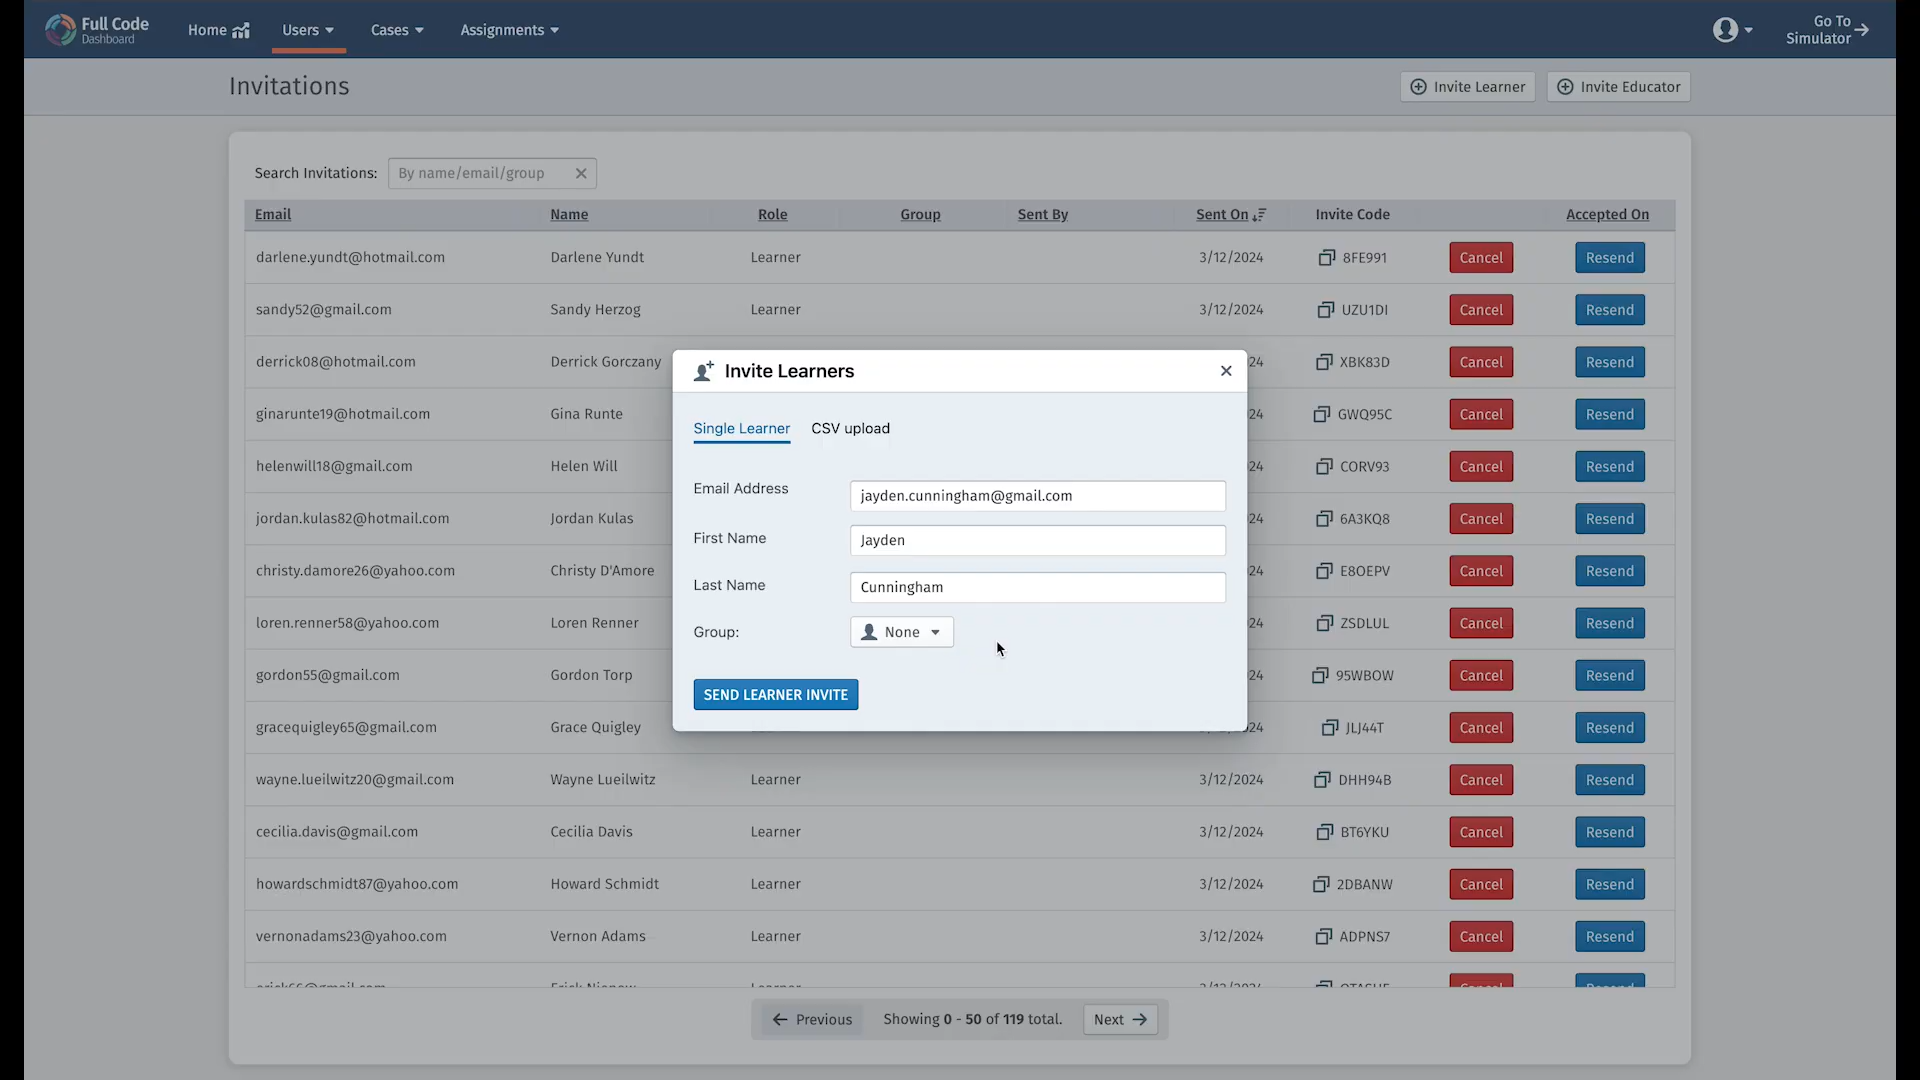 Full Code
Dashboard
Home
Users
Cases
Assignments
Go To
Simulator
Invitations
Invite Learner
Invite Educator
Search Invitations: By name/email/group
Email Name Role Group Sent By Sent On Invite Code Accepted On
darlene.yundt@hotmail.com Darlene Yundt Learner 3/12/2024 8FE991 Cancel Resend
sandy52@gmail.com Sandy Herzog Learner 3/12/2024 UZU1DI Cancel Resend
derrick08@hotmail.com Derrick Gorczany 24 XBK83D Cancel Resend
ginarunte19@hotmail.com Gina Runte 24 GWQ95C Cancel Resend
helenwill18@gmail.com Helen Will 24 CORV93 Cancel Resend
jordan.kulas82@hotmail.com Jordan Kulas 24 6A3KQ8 Cancel Resend
christy.damore26@yahoo.com Christy D'Amore 24 E8OEPV Cancel Resend
loren.renner58@yahoo.com Loren Renner 24 ZSDLUL Cancel Resend
gordon55@gmail.com Gordon Torp 24 95WBOW Cancel Resend
gracequigley65@gmail.com Grace Quigley 24 JLJ44T Cancel Resend
wayne.lueilwitz20@gmail.com Wayne Lueilwitz Learner 3/12/2024 DHH94B Cancel Resend
cecilia.davis@gmail.com Cecilia Davis Learner 3/12/2024 BT6YKU Cancel Resend
howardschmidt87@yahoo.com Howard Schmidt Learner 3/12/2024 2DBANW Cancel Resend
vernonadams23@yahoo.com Vernon Adams Learner 3/12/2024 ADPNS7 Cancel Resend
Invite Learners
Single Learner CSV upload
Email Address jayden.cunningham@gmail.com
First Name Jayden
Last Name Cunningham
Group: None
SEND LEARNER INVITE
Previous Showing 0 - 50 of 119 total. Next